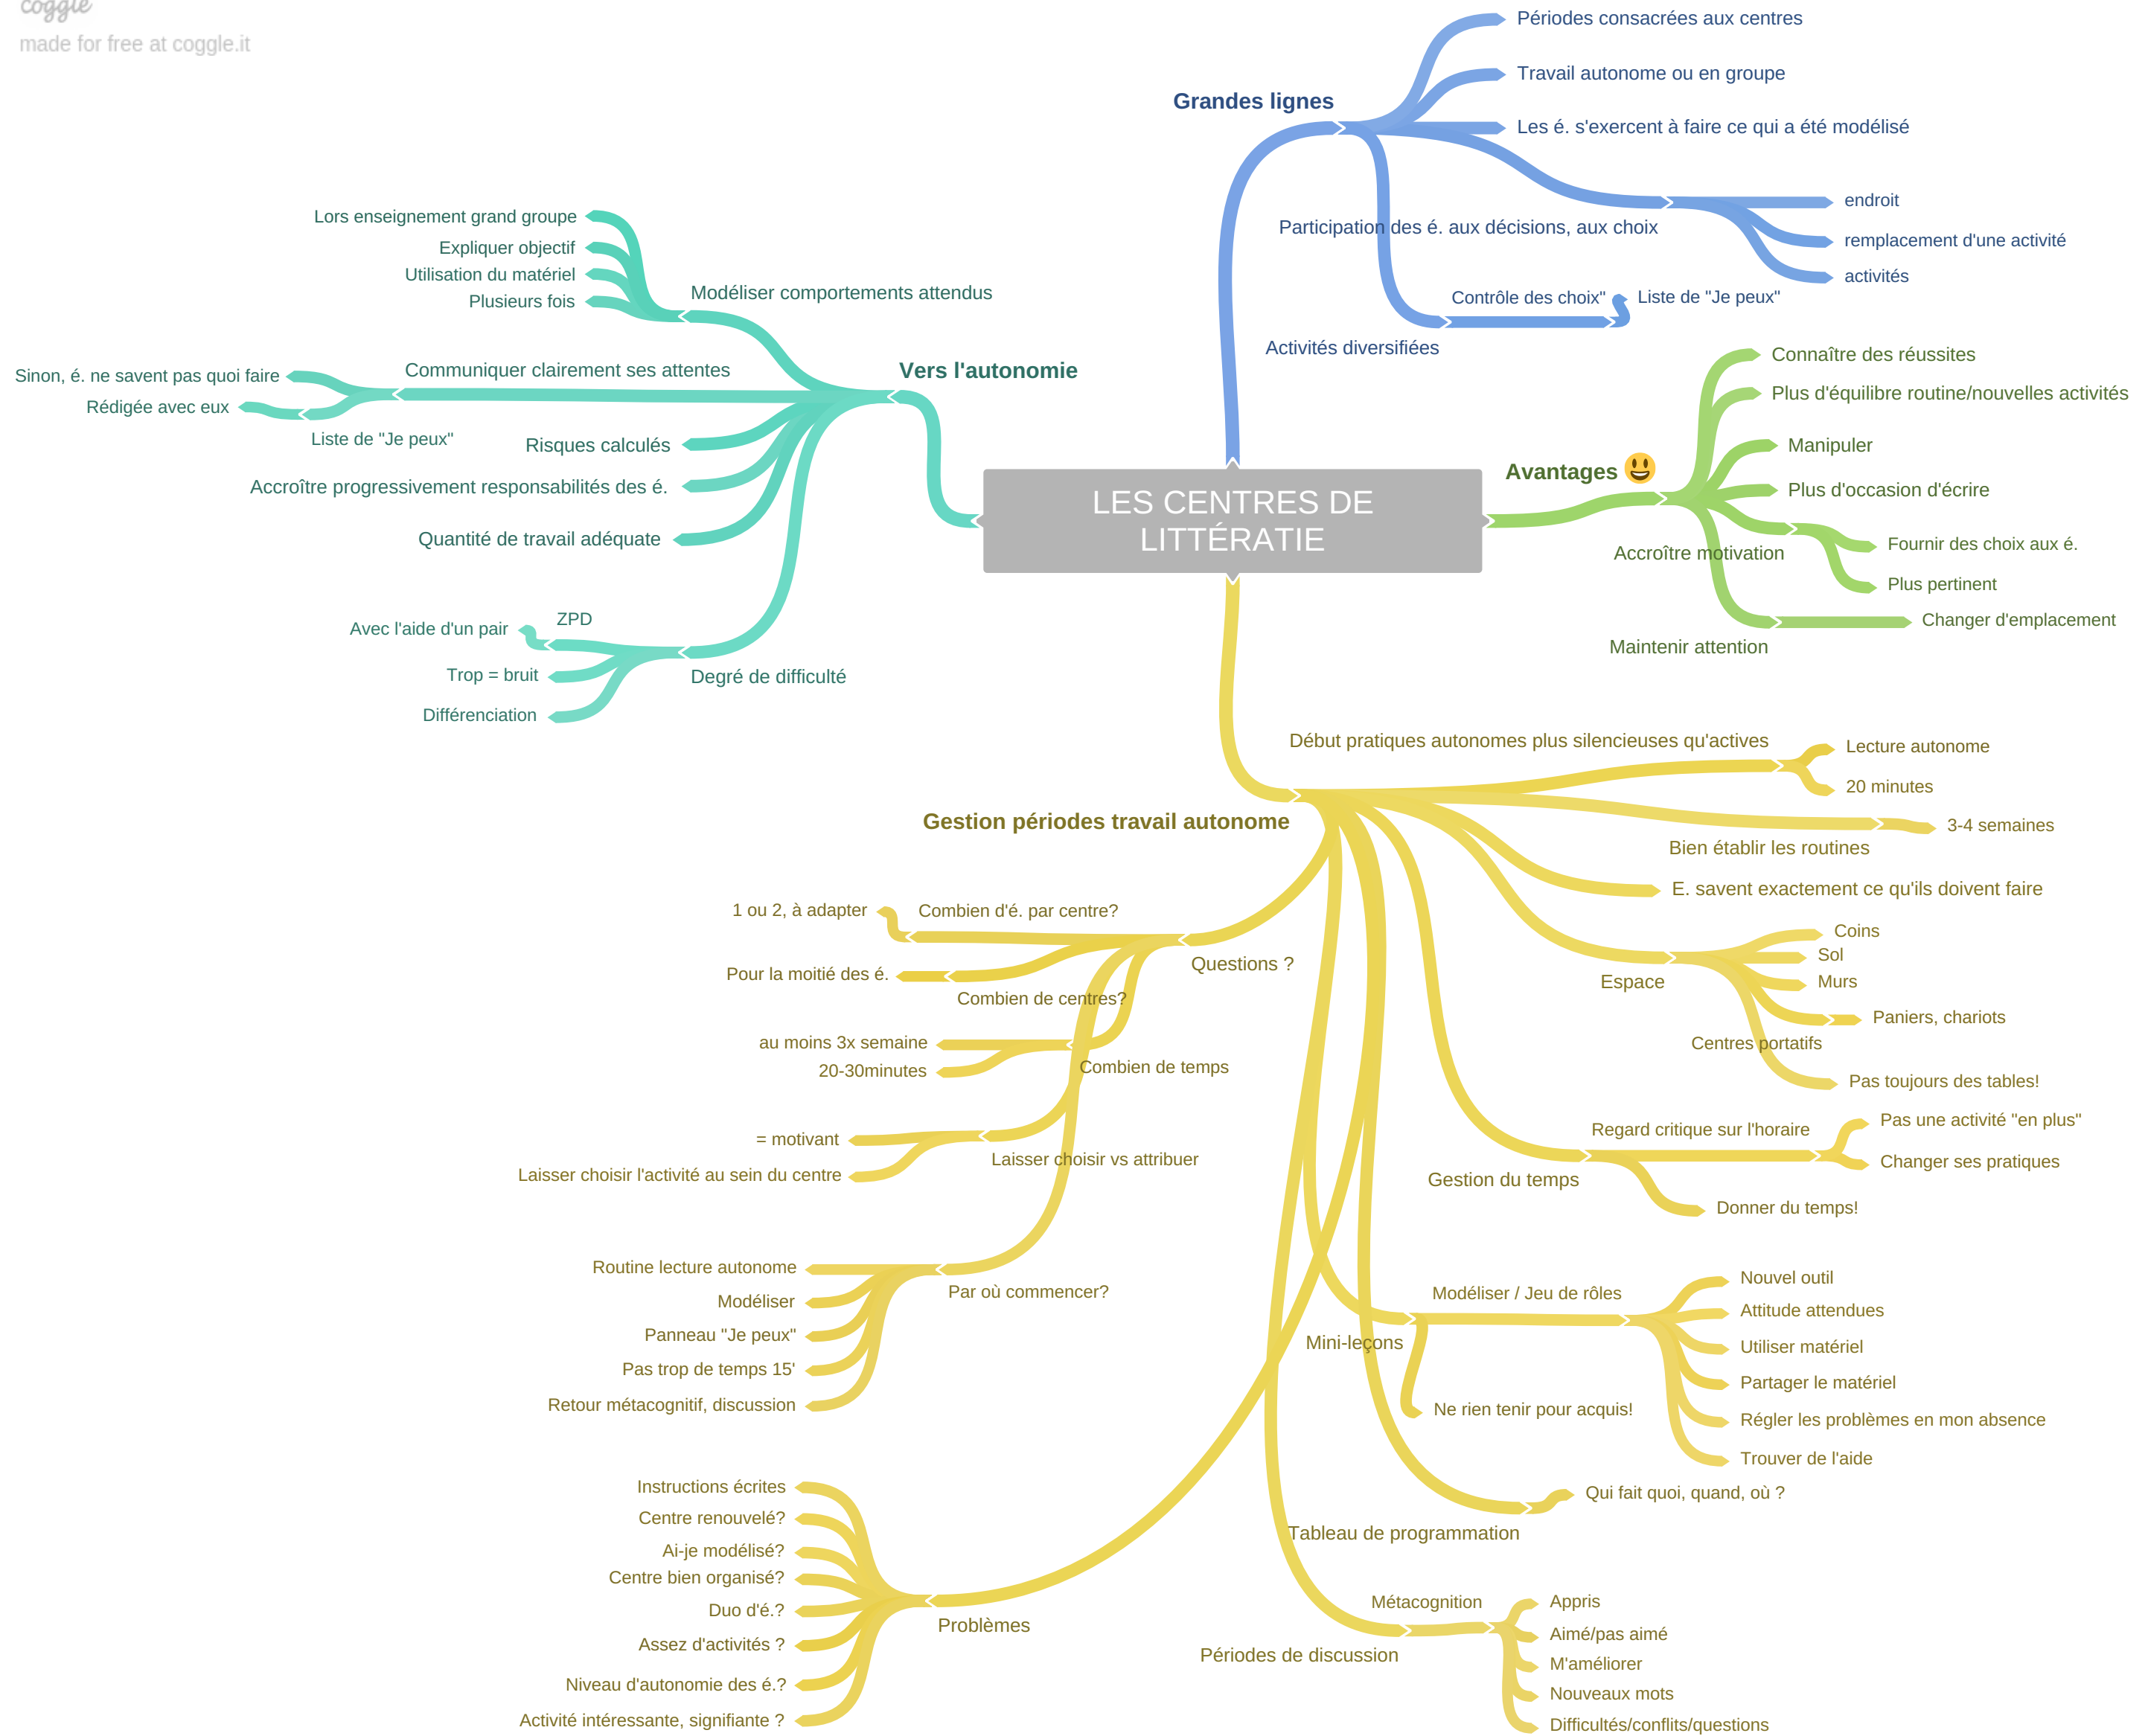 coggle
made for free at coggle.it
LES CENTRES DE
LITTÉRATIE
Grandes lignes
Périodes consacrées aux centres
Travail autonome ou en groupe
Les é. s'exercent à faire ce qui a été modélisé
Participation des é. aux décisions, aux choix
endroit
remplacement d'une activité
activités
Activités diversifiées
Contrôle des choix"
Liste de "Je peux"
Avantages 😃
Connaître des réussites
Plus d'équilibre routine/nouvelles activités
Manipuler
Plus d'occasion d'écrire
Accroître motivation
Fournir des choix aux é.
Plus pertinent
Maintenir attention
Changer d'emplacement
Vers l'autonomie
Modéliser comportements attendus
Lors enseignement grand groupe
Expliquer objectif
Utilisation du matériel
Plusieurs fois
Communiquer clairement ses attentes
Sinon, é. ne savent pas quoi faire
Liste de "Je peux"
Rédigée avec eux
Risques calculés
Accroître progressivement responsabilités des é.
Quantité de travail adéquate
Degré de difficulté
ZPD
Avec l'aide d'un pair
Trop = bruit
Différenciation
Gestion périodes travail autonome
Début pratiques autonomes plus silencieuses qu'actives
Lecture autonome
20 minutes
Bien établir les routines
3-4 semaines
E. savent exactement ce qu'ils doivent faire
Espace
Coins
Sol
Murs
Centres portatifs
Paniers, chariots
Pas toujours des tables!
Gestion du temps
Regard critique sur l'horaire
Pas une activité "en plus"
Changer ses pratiques
Donner du temps!
Mini-leçons
Modéliser / Jeu de rôles
Nouvel outil
Attitude attendues
Utiliser matériel
Partager le matériel
Régler les problèmes en mon absence
Trouver de l'aide
Ne rien tenir pour acquis!
Tableau de programmation
Qui fait quoi, quand, où ?
Périodes de discussion
Métacognition
Appris
Aimé/pas aimé
M'améliorer
Nouveaux mots
Difficultés/conflits/questions
Questions ?
Combien d'é. par centre?
1 ou 2, à adapter
Combien de centres?
Pour la moitié des é.
Combien de temps
au moins 3x semaine
20-30minutes
Laisser choisir vs attribuer
= motivant
Laisser choisir l'activité au sein du centre
Par où commencer?
Routine lecture autonome
Modéliser
Panneau "Je peux"
Pas trop de temps 15'
Retour métacognitif, discussion
Problèmes
Instructions écrites
Centre renouvelé?
Ai-je modélisé?
Centre bien organisé?
Duo d'é.?
Assez d'activités ?
Niveau d'autonomie des é.?
Activité intéressante, signifiante ?